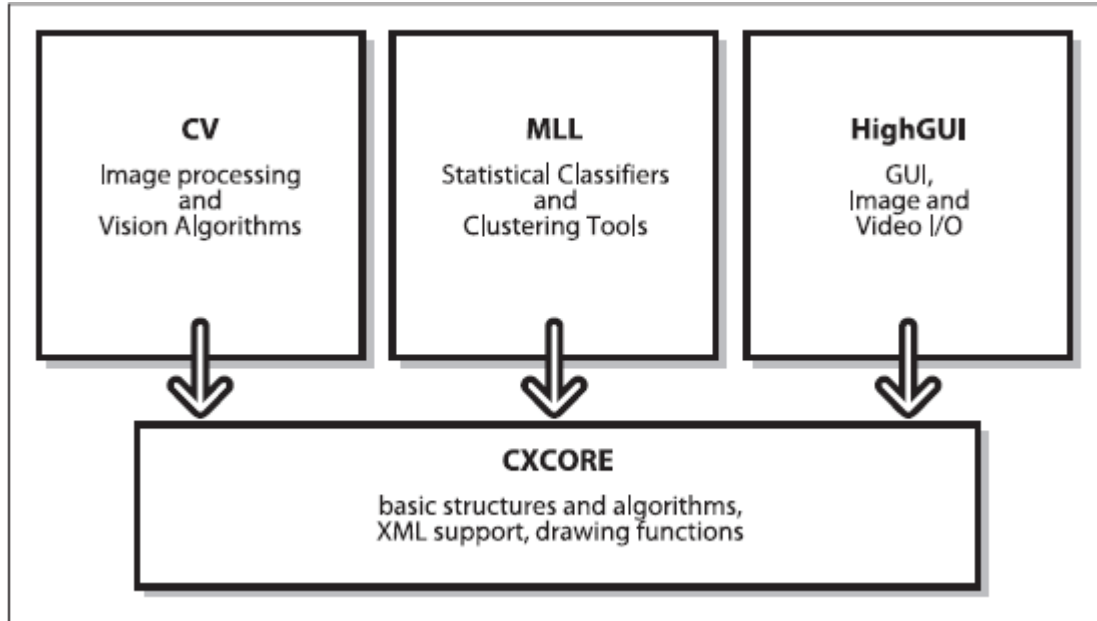 CV
Image processing
and
Vision Algorithms
MLL
Statistical Classifiers
and
Clustering Tools
HighGUI
GUI,
Image and
Video I/O
CXCORE
basic structures and algorithms,
XML support, drawing functions